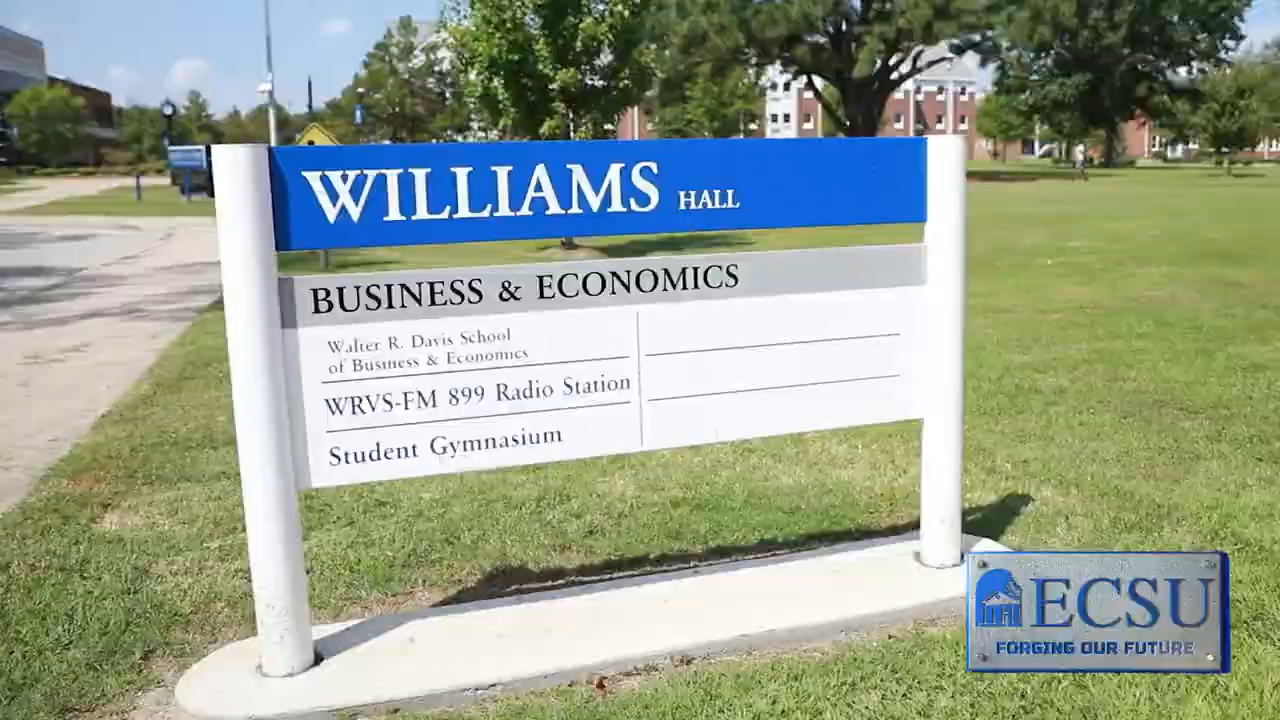 WILLIAMS HALL
BUSINESS & ECONOMICS
Walter R. Davis School
of Business & Economics
WRVS-FM 899 Radio Station
Student Gymnasium
ECSU
FORGING OUR FUTURE